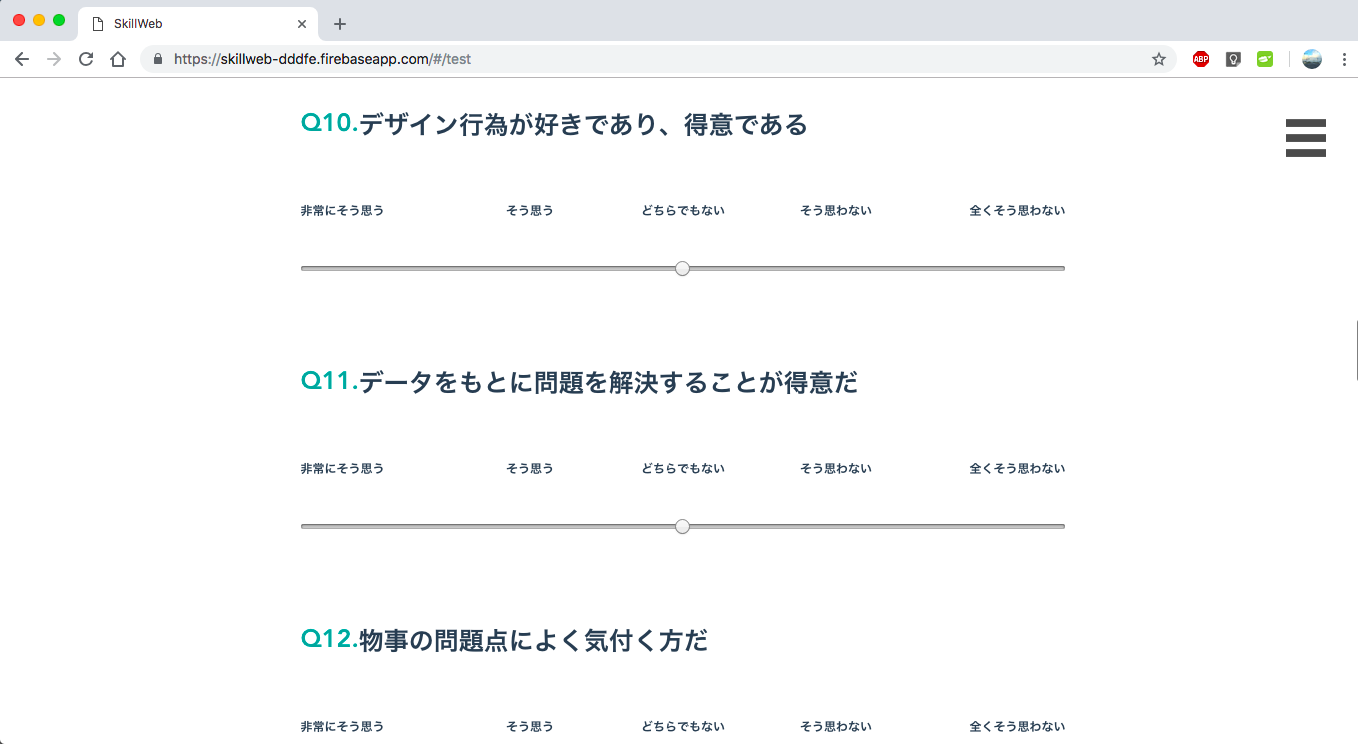 SkillWeb
https://skillweb-dddfe.firebaseapp.com/#/test
ABP
Q10.デザイン行為が好きであり、得意である
非常にそう思う そう思う どちらでもない そう思わない 全くそう思わない
Q11.データをもとに問題を解決することが得意だ
非常にそう思う そう思う どちらでもない そう思わない 全くそう思わない
Q12.物事の問題点によく気付く方だ
非常にそう思う そう思う どちらでもない そう思わない 全くそう思わない